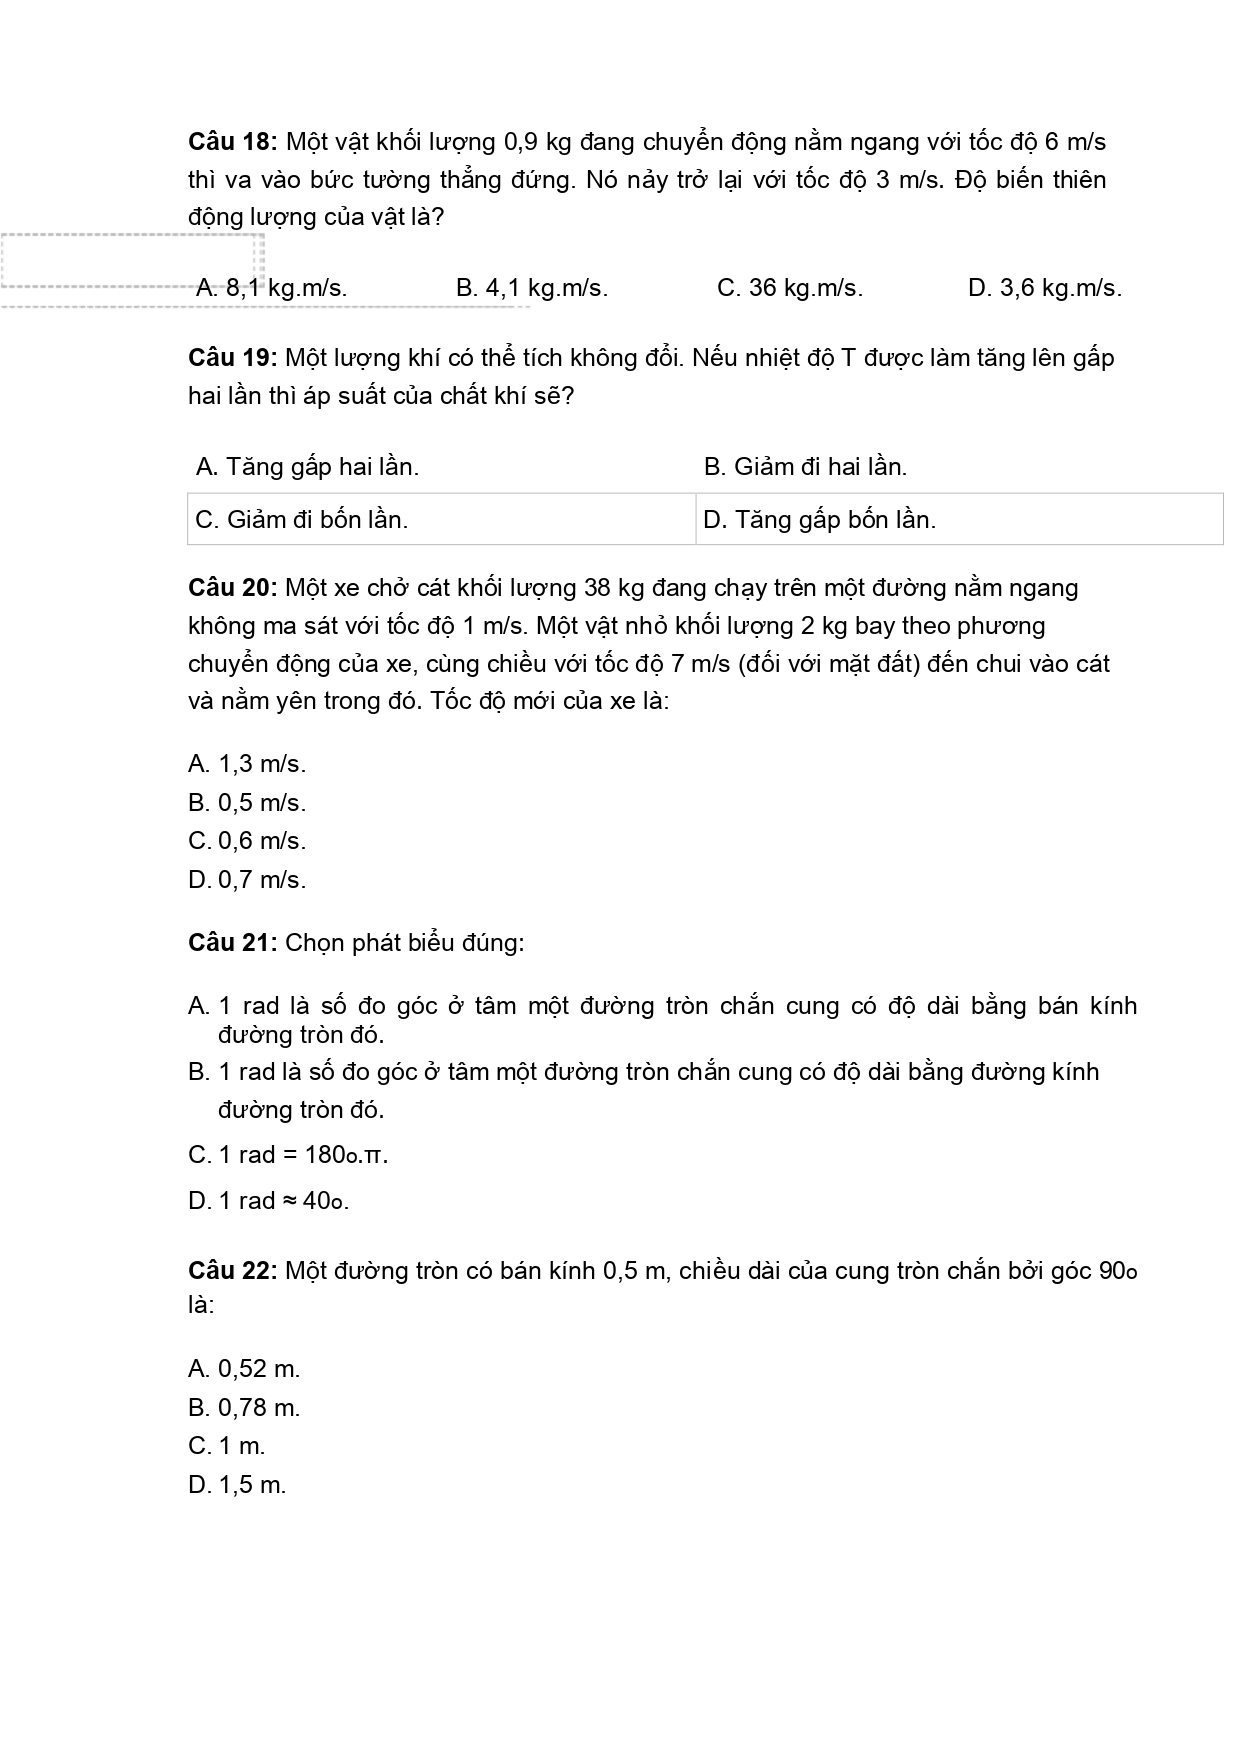 Câu 18: Một vật khối lượng 0,9 kg đang chuyển động nằm ngang với tốc độ 6 m/s
thì va vào bức tường thẳng đứng. Nó nảy trở lại với tốc độ 3 m/s. Độ biến thiên
động lượng của vật là?
A. 8,1 kg.m/s. B. 4,1 kg.m/s. C. 36 kg.m/s. D. 3,6 kg.m/s.
Câu 19: Một lượng khí có thể tích không đổi. Nếu nhiệt độ T được làm tăng lên gấp
hai lần thì áp suất của chất khí sẽ?
A. Tăng gấp hai lần. B. Giảm đi hai lần.
C. Giảm đi bốn lần. D. Tăng gấp bốn lần.
Câu 20: Một xe chở cát khối lượng 38 kg đang chạy trên một đường nằm ngang
không ma sát với tốc độ 1 m/s. Một vật nhỏ khối lượng 2 kg bay theo phương
chuyển động của xe, cùng chiều với tốc độ 7 m/s (đối với mặt đất) đến chui vào cát
và nằm yên trong đó. Tốc độ mới của xe là:
A. 1,3 m/s.
B. 0,5 m/s.
C. 0,6 m/s.
D. 0,7 m/s.
Câu 21: Chọn phát biểu đúng:
A. 1 rad là số đo góc ở tâm một đường tròn chắn cung có độ dài bằng bán kính
đường tròn đó.
B. 1 rad là số đo góc ở tâm một đường tròn chắn cung có độ dài bằng đường kính
đường tròn đó.
C. 1 rad = 180o.π.
D. 1 rad ≈ 40o.
Câu 22: Một đường tròn có bán kính 0,5 m, chiều dài của cung tròn chắn bởi góc 90o
là:
A. 0,52 m.
B. 0,78 m.
C. 1 m.
D. 1,5 m.